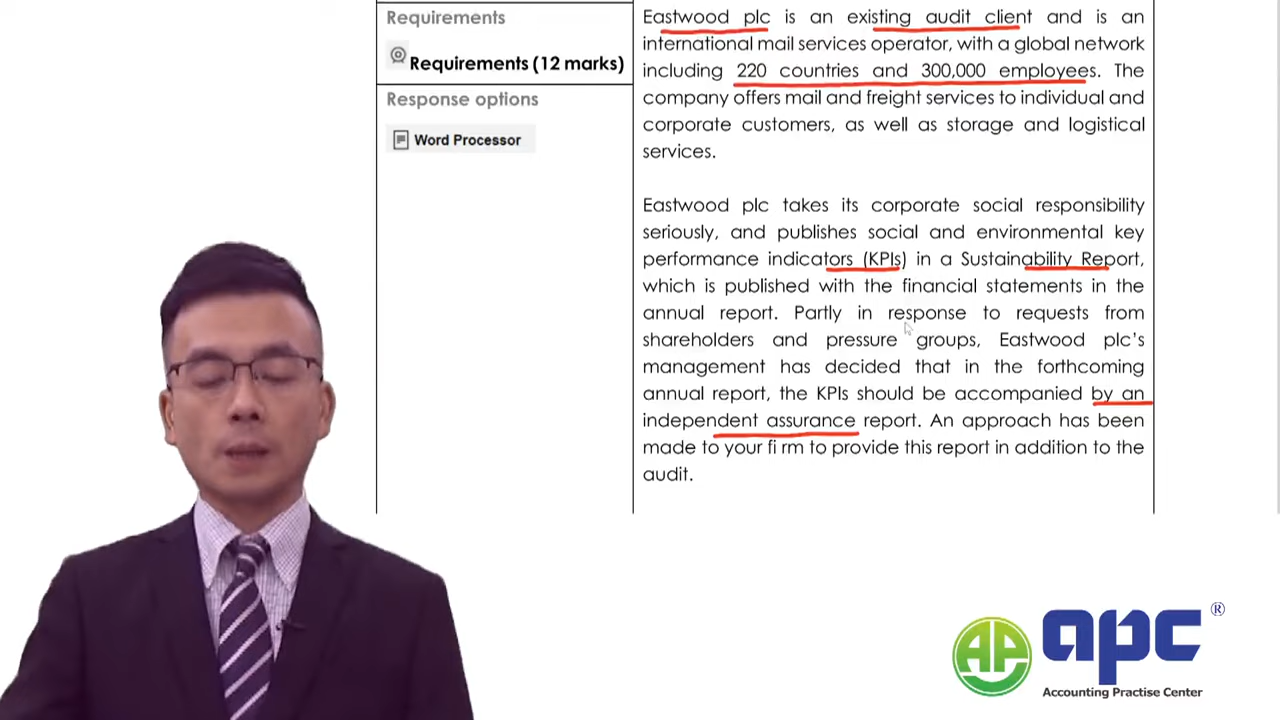 Requirements
Requirements (12 marks)
Response options
Word Processor
Eastwood plc is an existing audit client and is an
international mail services operator, with a global network
including 220 countries and 300,000 employees. The
company offers mail and freight services to individual and
corporate customers, as well as storage and logistical
services.
Eastwood plc takes its corporate social responsibility
seriously, and publishes social and environmental key
performance indicators (KPIs) in a Sustainability Report,
which is published with the financial statements in the
annual report. Partly in response to requests from
shareholders and pressure groups, Eastwood plc's
management has decided that in the forthcoming
annual report, the KPIs should be accompanied by an
independent assurance report. An approach has been
made to your fi rm to provide this report in addition to the
audit.
AP
apc ®
Accounting Practise Center